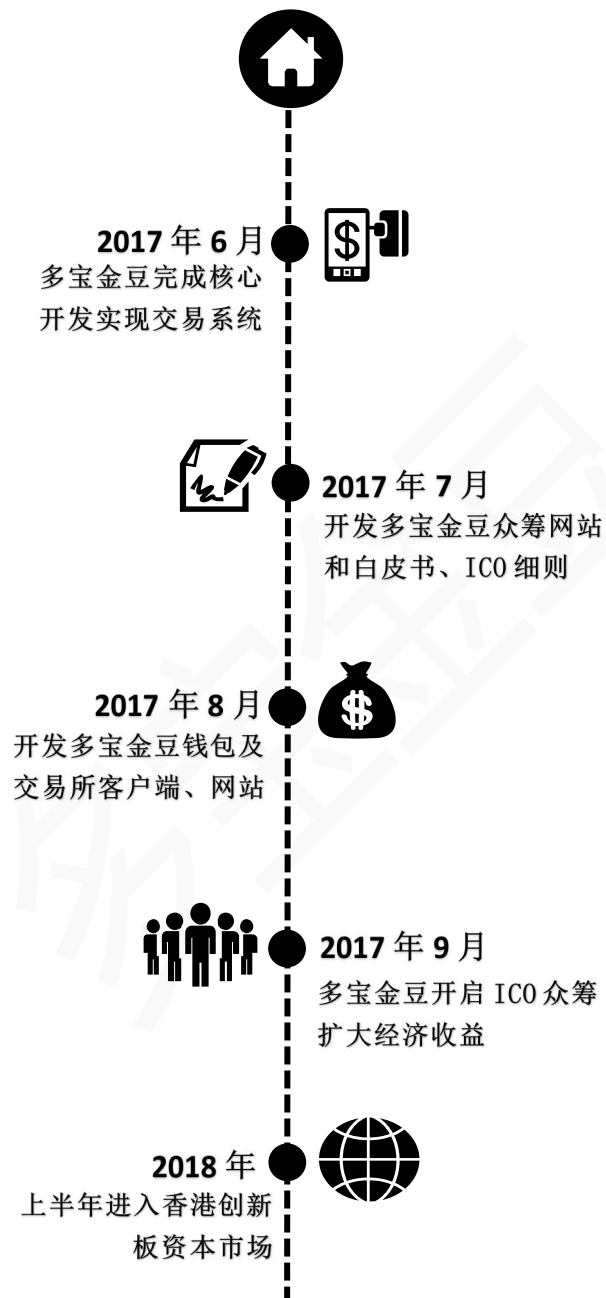 2017 年 6 月
多宝金豆完成核心
开发实现交易系统
2017 年 7 月
开发多宝金豆众筹网站
和白皮书、ICO 细则
2017 年 8 月
开发多宝金豆钱包及
交易所客户端、网站
2017 年 9 月
多宝金豆开启 ICO 众筹
扩大经济收益
2018 年
上半年进入香港创新
板资本市场
多宝金豆